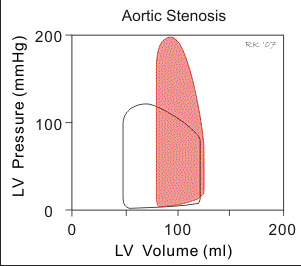 Aortic Stenosis
RK '07
200
100
0
LV Pressure (mmHg)
0
100
200
LV Volume (ml)